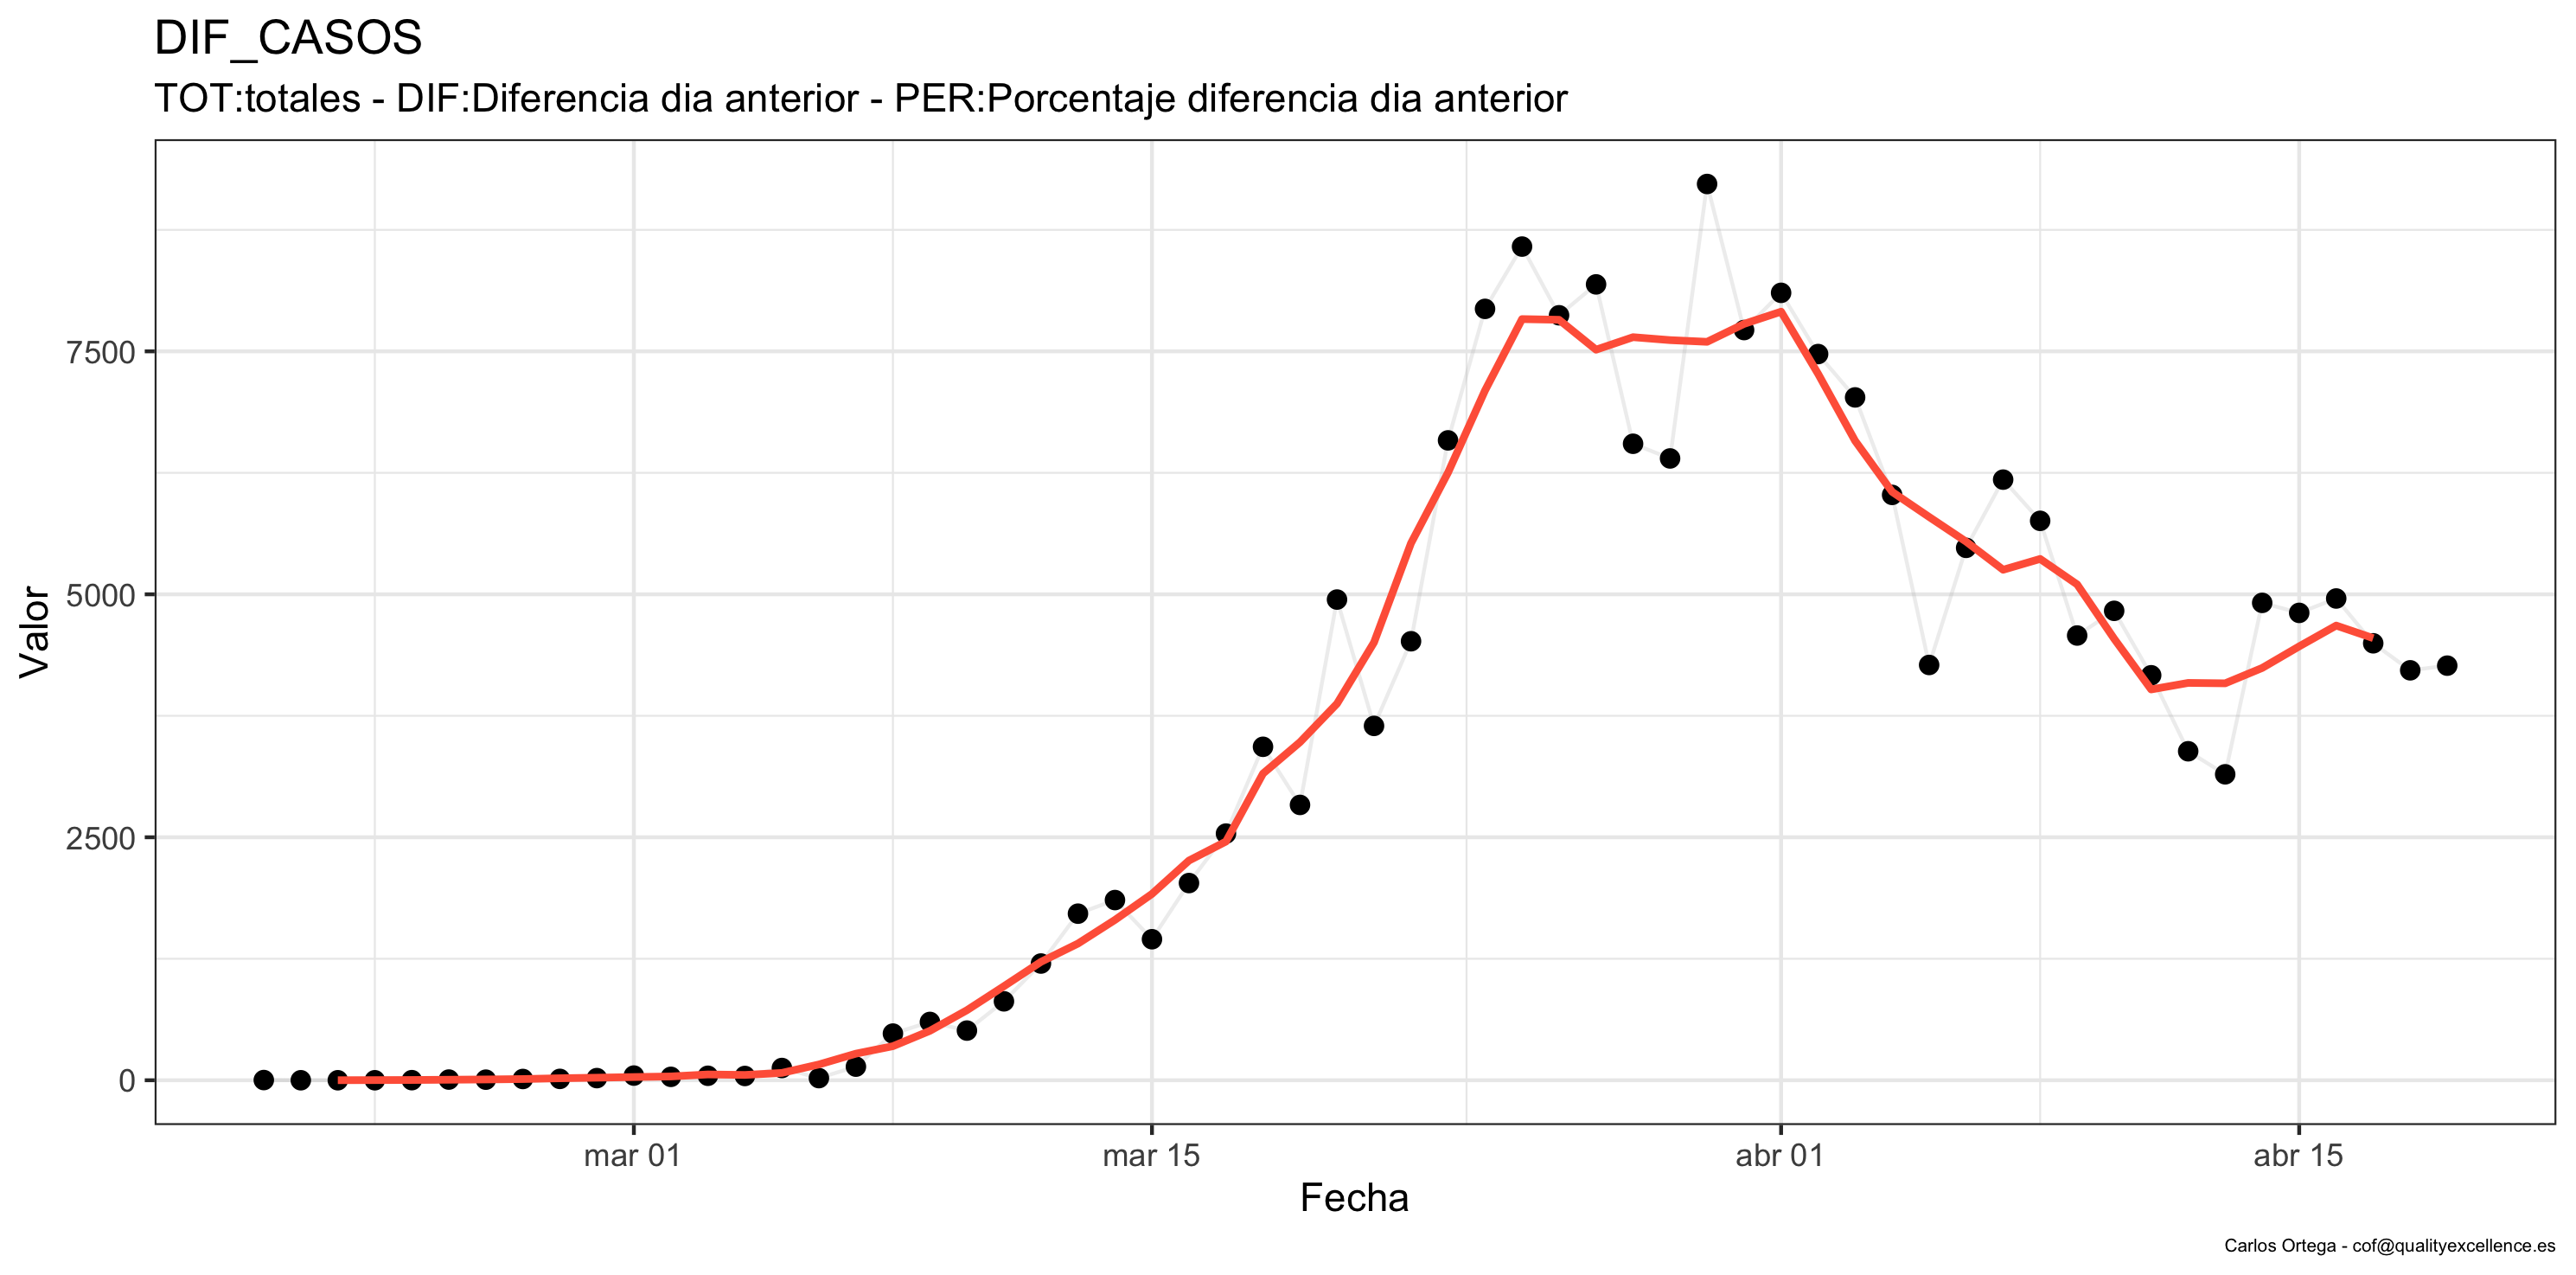 DIF_CASOS
TOT:totales - DIF:Diferencia dia anterior - PER:Porcentaje diferencia dia anterior
Valor
7500
5000
2500
0
mar 01
mar 15
abr 01
abr 15
Fecha
Carlos Ortega - cof@qualityexcellence.es